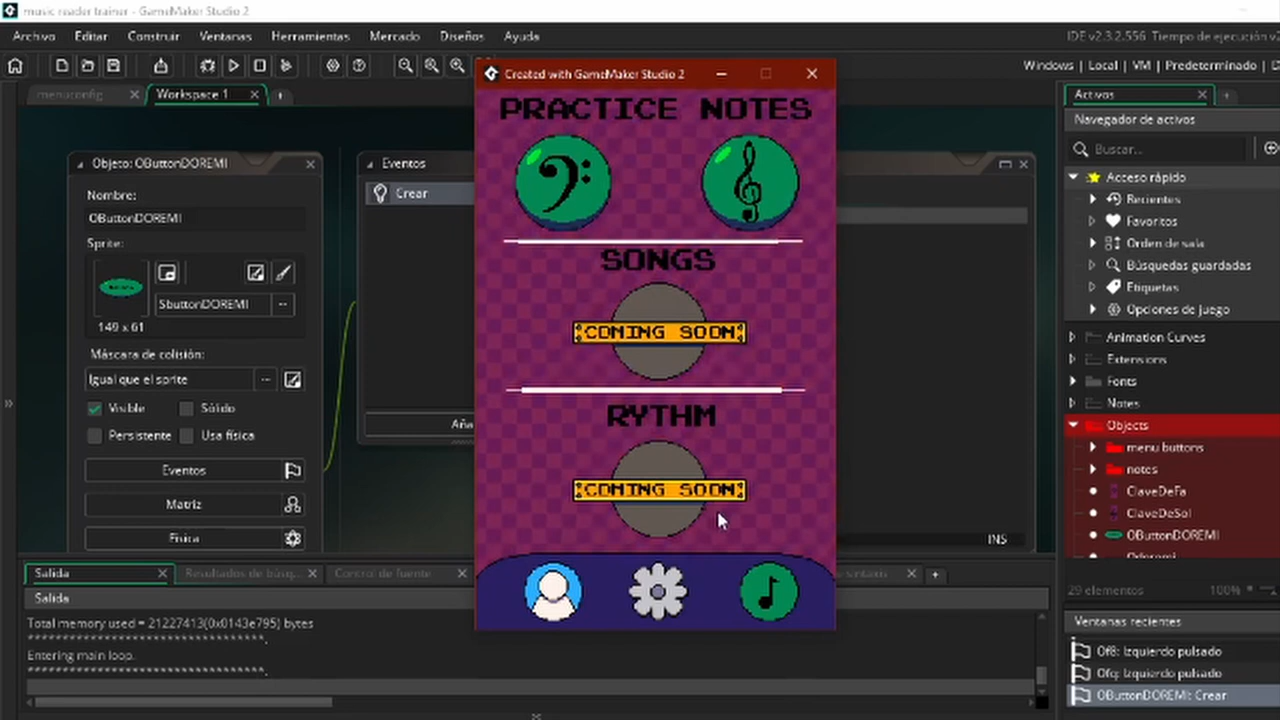 music reader trainer - GameMaker Studio 2
Archivo Editar Construir Ventanas Herramientas Mercado Diseños Ayuda
IDE v2.3.2.556 Tiempo de ejecución
Windows | Local | VM | Predeterminado |
menuconfig
Workspace 1
Created with GameMaker Studio 2
PRACTICE NOTES
SONGS
COMING SOON
RYTHM
COMING SOON
Objeto: OButtonDOREMI
Nombre:
OButtonDOREMI
Sprite:
SbuttonDOREMI
149 x 61
Máscara de colisión:
Igual que el sprite
Visible Sólido
Persistente Usa física
Eventos
Matriz
Física
Eventos
Crear
Aña
INS
Activos
Navegador de activos
Buscar...
Acceso rápido
Recientes
Favoritos
Orden de sala
Búsquedas guardadas
Etiquetas
Opciones de juego
Animation Curves
Extensions
Fonts
Notes
Objects
menu buttons
notes
ClaveDeFa
ClaveDeSol
OButtonDOREMI
Odoremi
29 elementos 100%
Ventanas recientes
Of8: Izquierdo pulsado
Ofq: Izquierdo pulsado
OButtonDOREMI: Crear
Salida Resultados de búsq... Control de fuente sintaxis
Salida
Total memory used = 21227413(0x0143e795) bytes
**********************************.
Entering main loop.
**********************************.